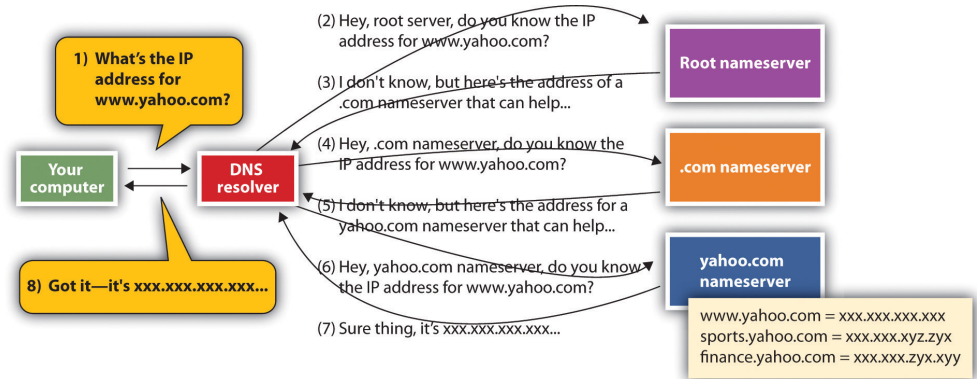 (2) Hey, root server, do you know the IP
address for www.yahoo.com?
1) What’s the IP
address for
www.yahoo.com?
Root nameserver
(3) I don't know, but here's the address of a
.com nameserver that can help...
(4) Hey, .com nameserver, do you know the
IP address for www.yahoo.com?
Your
computer
DNS
resolver
.com nameserver
(5) I don't know, but here's the address for a
yahoo.com nameserver that can help...
(6) Hey, yahoo.com nameserver, do you know
the IP address for www.yahoo.com?
yahoo.com
nameserver
8) Got it—it's xxx.xxx.xxx.xxx...
(7) Sure thing, it’s xxx.xxx.xxx.xxx...
www.yahoo.com = xxx.xxx.xxx.xxx
sports.yahoo.com = xxx.xxx.xyz.zyx
finance.yahoo.com = xxx.xxx.zyx.xyy